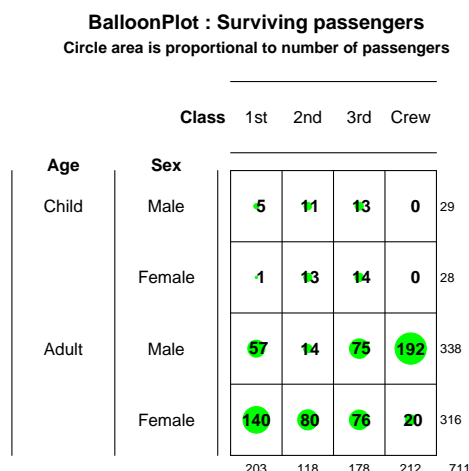 BalloonPlot : Surviving passengers
Circle area is proportional to number of passengers
Class 1st 2nd 3rd Crew
Age Sex
Child Male 5 11 13 0 29
Female 1 13 14 0 28
Adult Male 57 14 75 192 338
Female 140 80 76 20 316
203 118 178 212 711